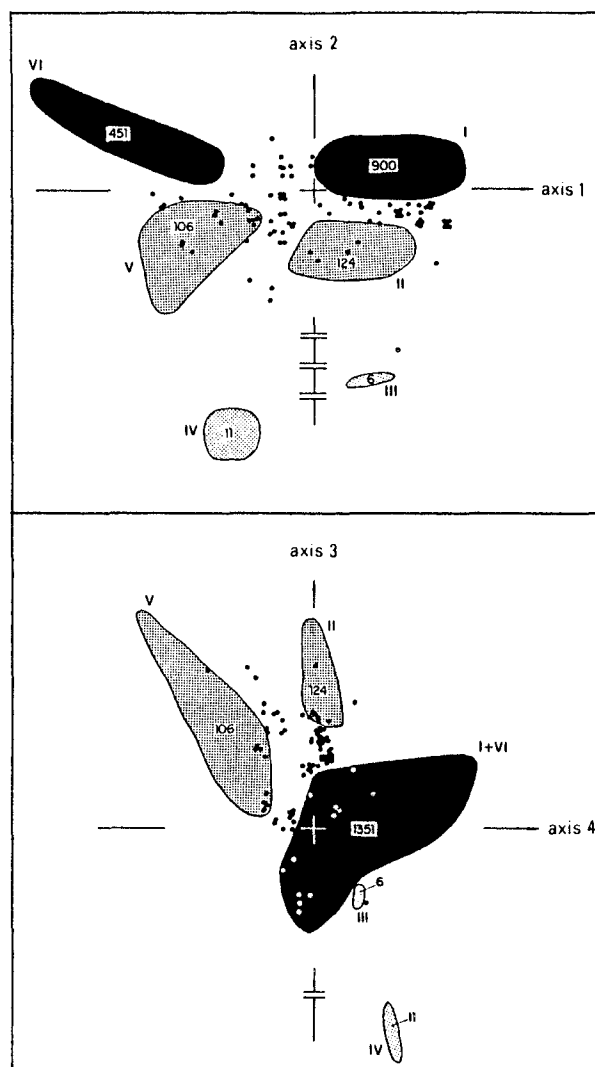 axis 2
VI
451
I
900
axis 1
106
V
124
II
6
III
IV
11
axis 3
V
II
124
106
I+VI
1351
axis 4
6
III
11
IV